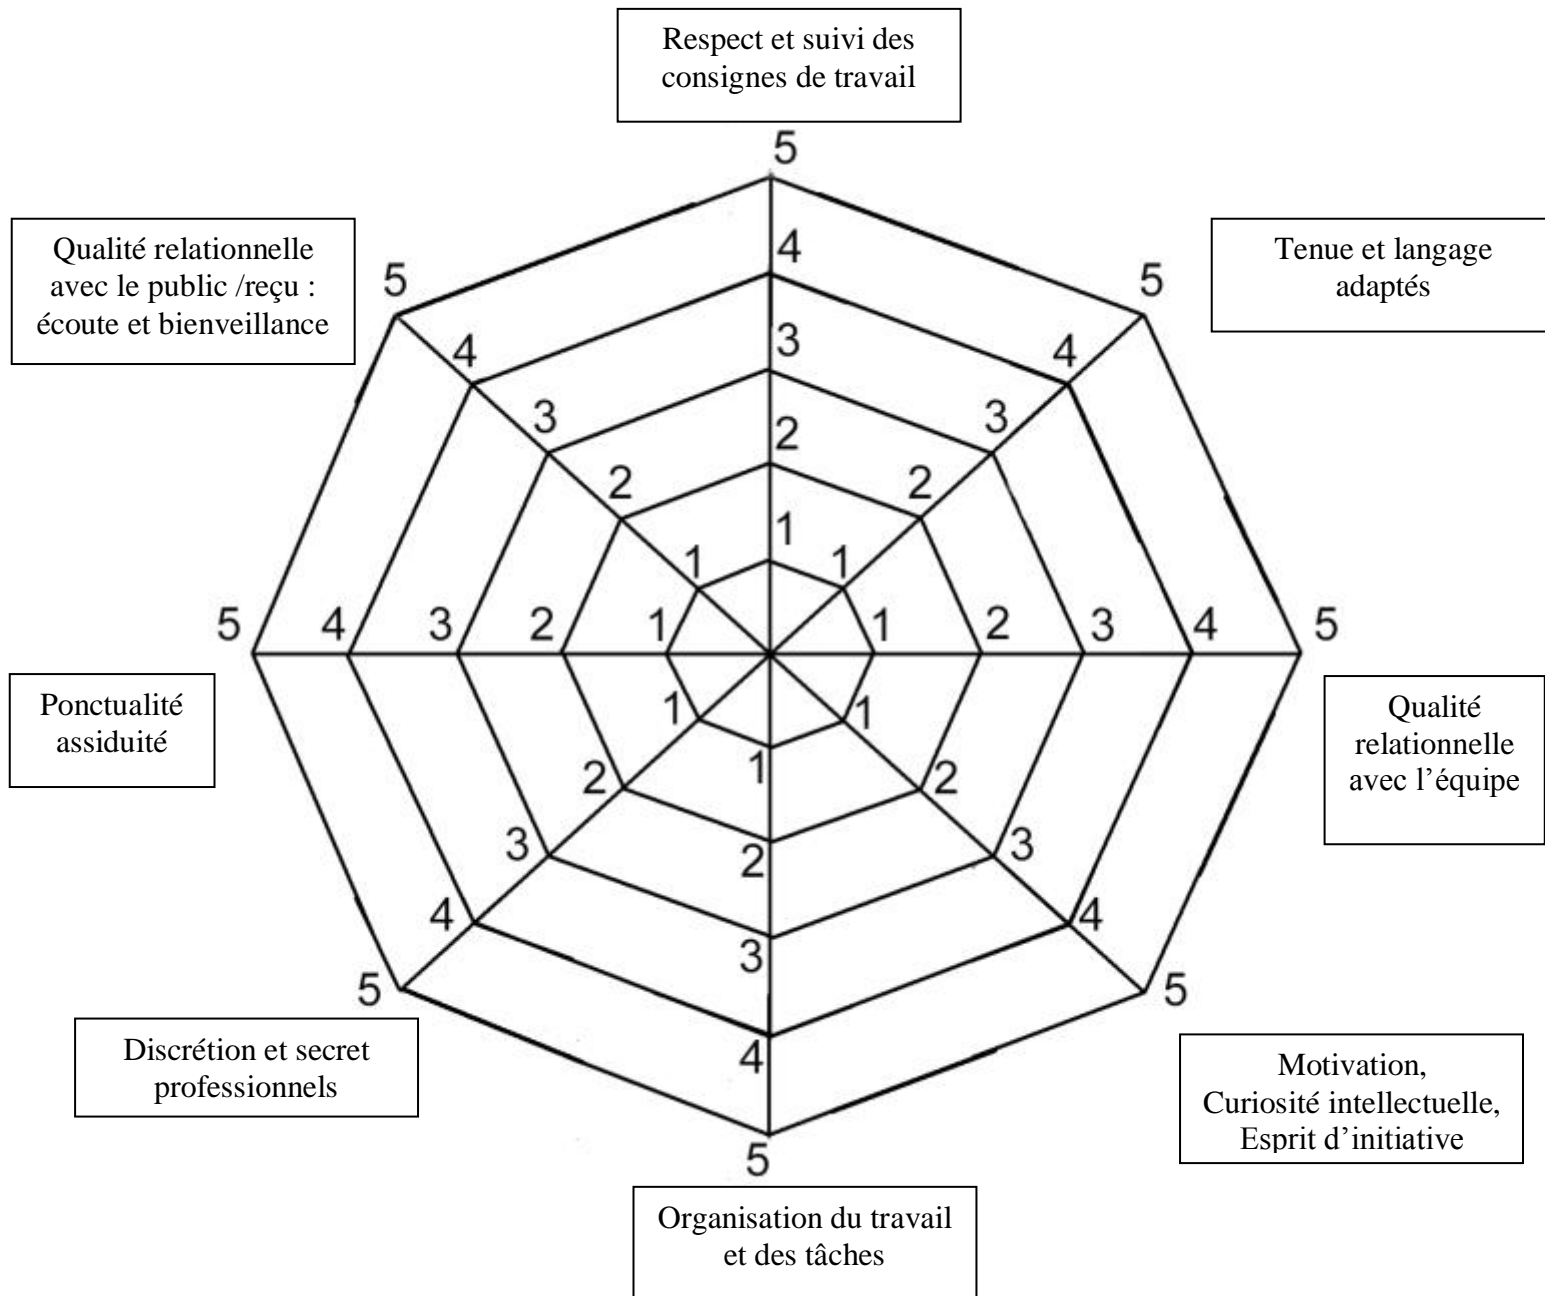 Respect et suivi des
consignes de travail
5
Qualité relationnelle
avec le public /reçu :
écoute et bienveillance
Tenue et langage
adaptés
5
5
4
4
4
3
3
3
2
2
2
1
1
1
5
4
3
2
1
1
2
3
4
5
Ponctualité
assiduité
Qualité
relationnelle
avec l’équipe
1
1
1
2
2
2
3
3
3
4
4
4
5
5
5
Discrétion et secret
professionnels
Motivation,
Curiosité intellectuelle,
Esprit d’initiative
Organisation du travail
et des tâches